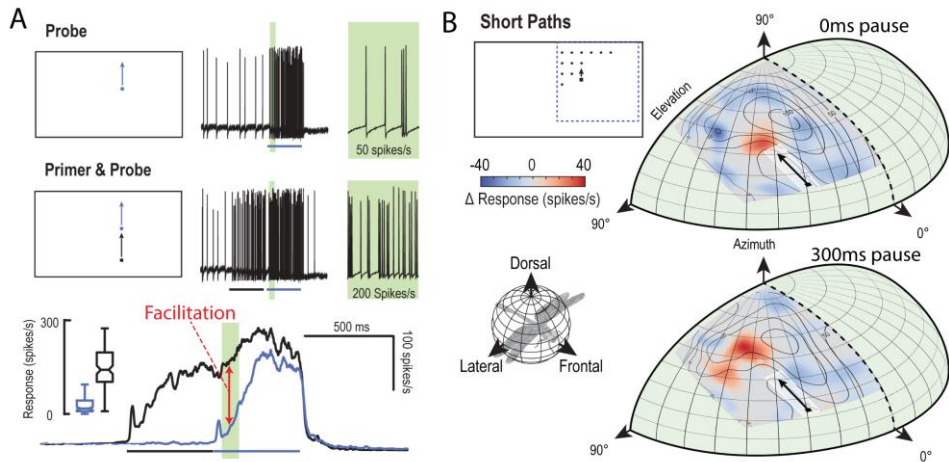 A
Probe
50 spikes/s
Primer & Probe
200 Spikes/s
Facilitation
300
Response (spikes/s)
0
500 ms
100 spikes/s
B
Short Paths
90°
0ms pause
Elevation
-40 0 40
Δ Response (spikes/s)
90°
0°
Azimuth
300ms pause
Dorsal
Lateral
Frontal
90°
0°